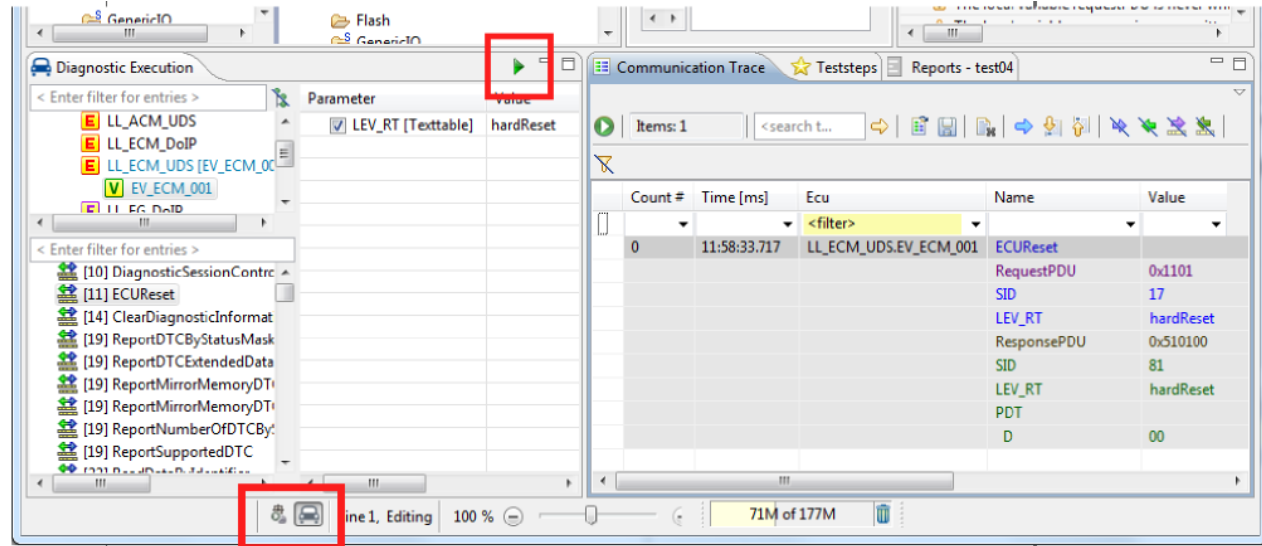 GenericIO
Flash
GenericIO
Diagnostic Execution
< Enter filter for entries >
LL_ACM_UDS
LL_ECM_DoIP
LL_ECM_UDS [EV_ECM_00
EV_ECM_001
LL_EG_DoIP
Parameter Value
LEV_RT [Texttable] hardReset
< Enter filter for entries >
[10] DiagnosticSessionContrc
[11] ECUReset
[14] ClearDiagnosticInformat
[19] ReportDTCByStatusMask
[19] ReportDTCExtendedData
[19] ReportMirrorMemoryDT
[19] ReportMirrorMemoryDT
[19] ReportNumberOfDTCBy
[19] ReportSupportedDTC
[22] ReadDataByIdentifier
Communication Trace Teststeps Reports - test04
Items: 1 <search t...
Count # Time [ms] Ecu Name Value
<filter>
0 11:58:33.717 LL_ECM_UDS.EV_ECM_001 ECUReset
RequestPDU 0x1101
SID 17
LEV_RT hardReset
ResponsePDU 0x510100
SID 81
LEV_RT hardReset
PDT
D 00
ine 1, Editing 100 % 71M of 177M